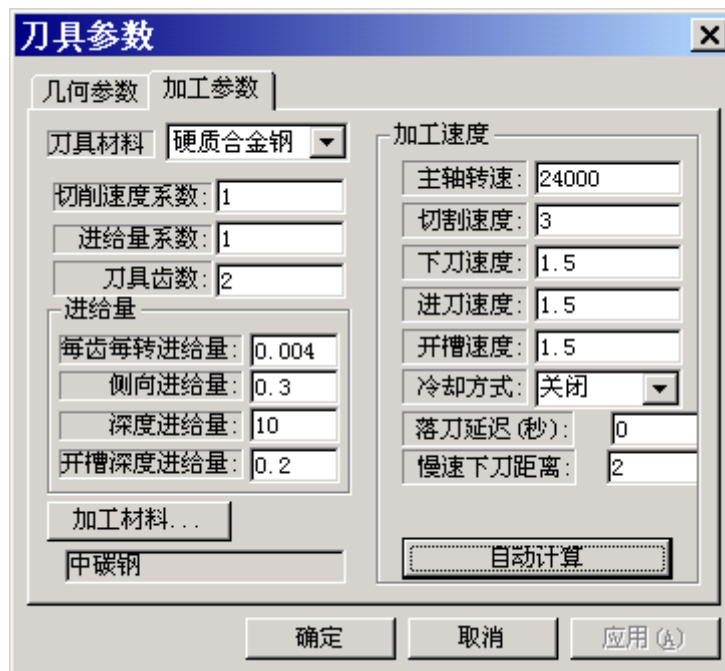 刀具参数
几何参数 加工参数
刀具材料 硬质合金钢
切削速度系数: 1
进给量系数: 1
刀具齿数: 2
进给量
每齿每转进给量: 0.004
侧向进给量: 0.3
深度进给量: 10
开槽深度进给量: 0.2
加工材料...
中碳钢
加工速度
主轴转速: 24000
切割速度: 3
下刀速度: 1.5
进刀速度: 1.5
开槽速度: 1.5
冷却方式: 关闭
落刀延迟(秒): 0
慢速下刀距离: 2
自动计算
确定 取消 应用(A)